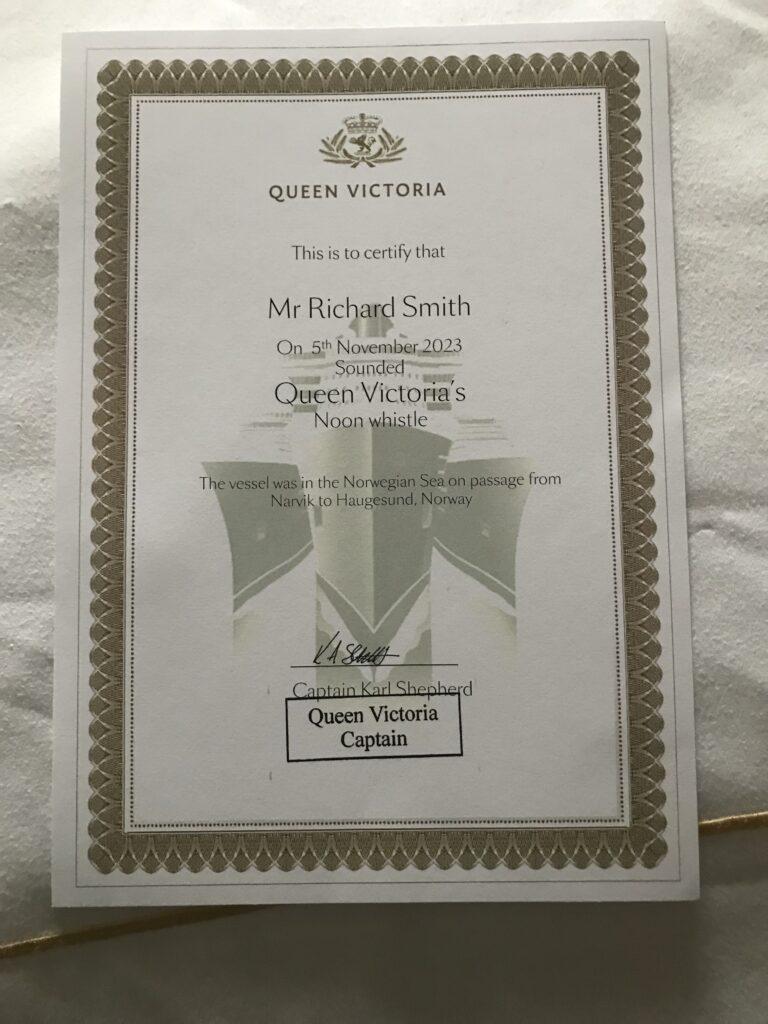 QUEEN VICTORIA
This is to certify that
Mr Richard Smith
On 5th November 2023
Sounded
Queen Victoria's
Noon whistle
The vessel was in the Norwegian Sea on passage from
Narvik to Haugesund, Norway
Captain Karl Shepherd
Queen Victoria
Captain